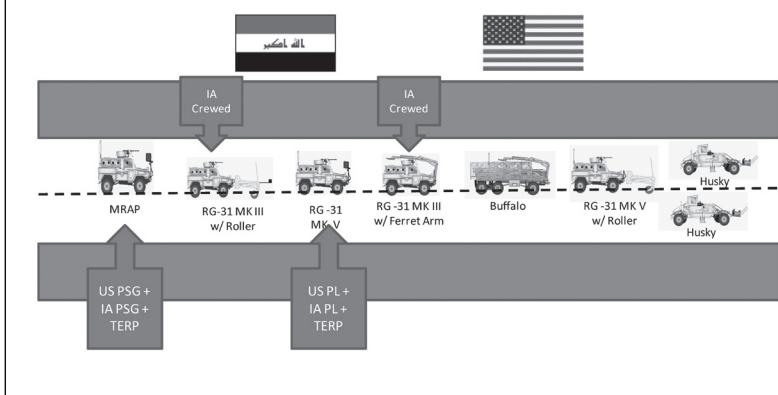 الله اكبر
IA
Crewed
IA
Crewed
MRAP
RG-31 MK III
w/ Roller
RG -31
MK V
RG -31 MK III
w/ Ferret Arm
Buffalo
RG -31 MK V
w/ Roller
Husky
Husky
US PSG +
IA PSG +
TERP
US PL +
IA PL +
TERP